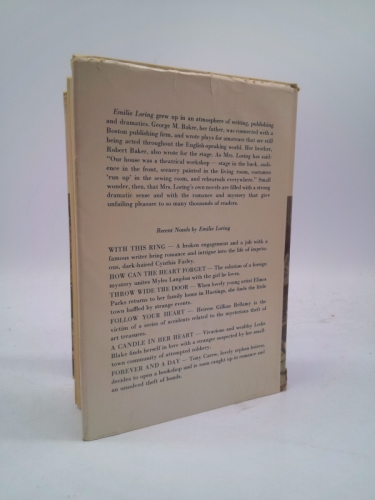 Emilie Loring grew up in an atmosphere of writing, publishing
and dramatics. George M. Baker, her father, was connected with a
Boston publishing firm, and wrote plays for amateurs that are still
being acted throughout the English-speaking world. Her brother,
Robert Baker, also wrote for the stage. As Mrs. Loring has said:
"Our house was a theatrical workshop — stage in the back, audi-
ence in the front, scenery painted in the living room, costumes
'run up' in the sewing room, and rehearsals everywhere." Small
wonder, then, that Mrs. Loring's own novels are filled with a strong
dramatic sense and with the romance and mystery that give
unfailing pleasure to so many thousands of readers.
Recent Novels by Emilie Loring
WITH THIS RING — A broken engagement and a job with a
famous writer bring romance and intrigue into the life of impetu-
ous, dark-haired Cynthia Farley.
HOW CAN THE HEART FORGET — The solution of a foreign
mystery unites Myles Langdon with the girl he loves.
THROW WIDE THE DOOR — When lovely young actress Elinor
Parks returns to her family home in Hastings, she finds the little
town baffled by strange events.
FOLLOW YOUR HEART — Heiress Gillian Bellamy is the
victim of a series of accidents related to the mysterious theft of
art treasures.
A CANDLE IN HER HEART — Vivacious and wealthy Leslie
Blake finds herself in love with a stranger suspected by her small-
town community of attempted robbery.
FOREVER AND A DAY — Tony Carew, lovely orphan heiress,
decides to open a bookshop and is soon caught up in romance and
an unsolved theft of bonds.